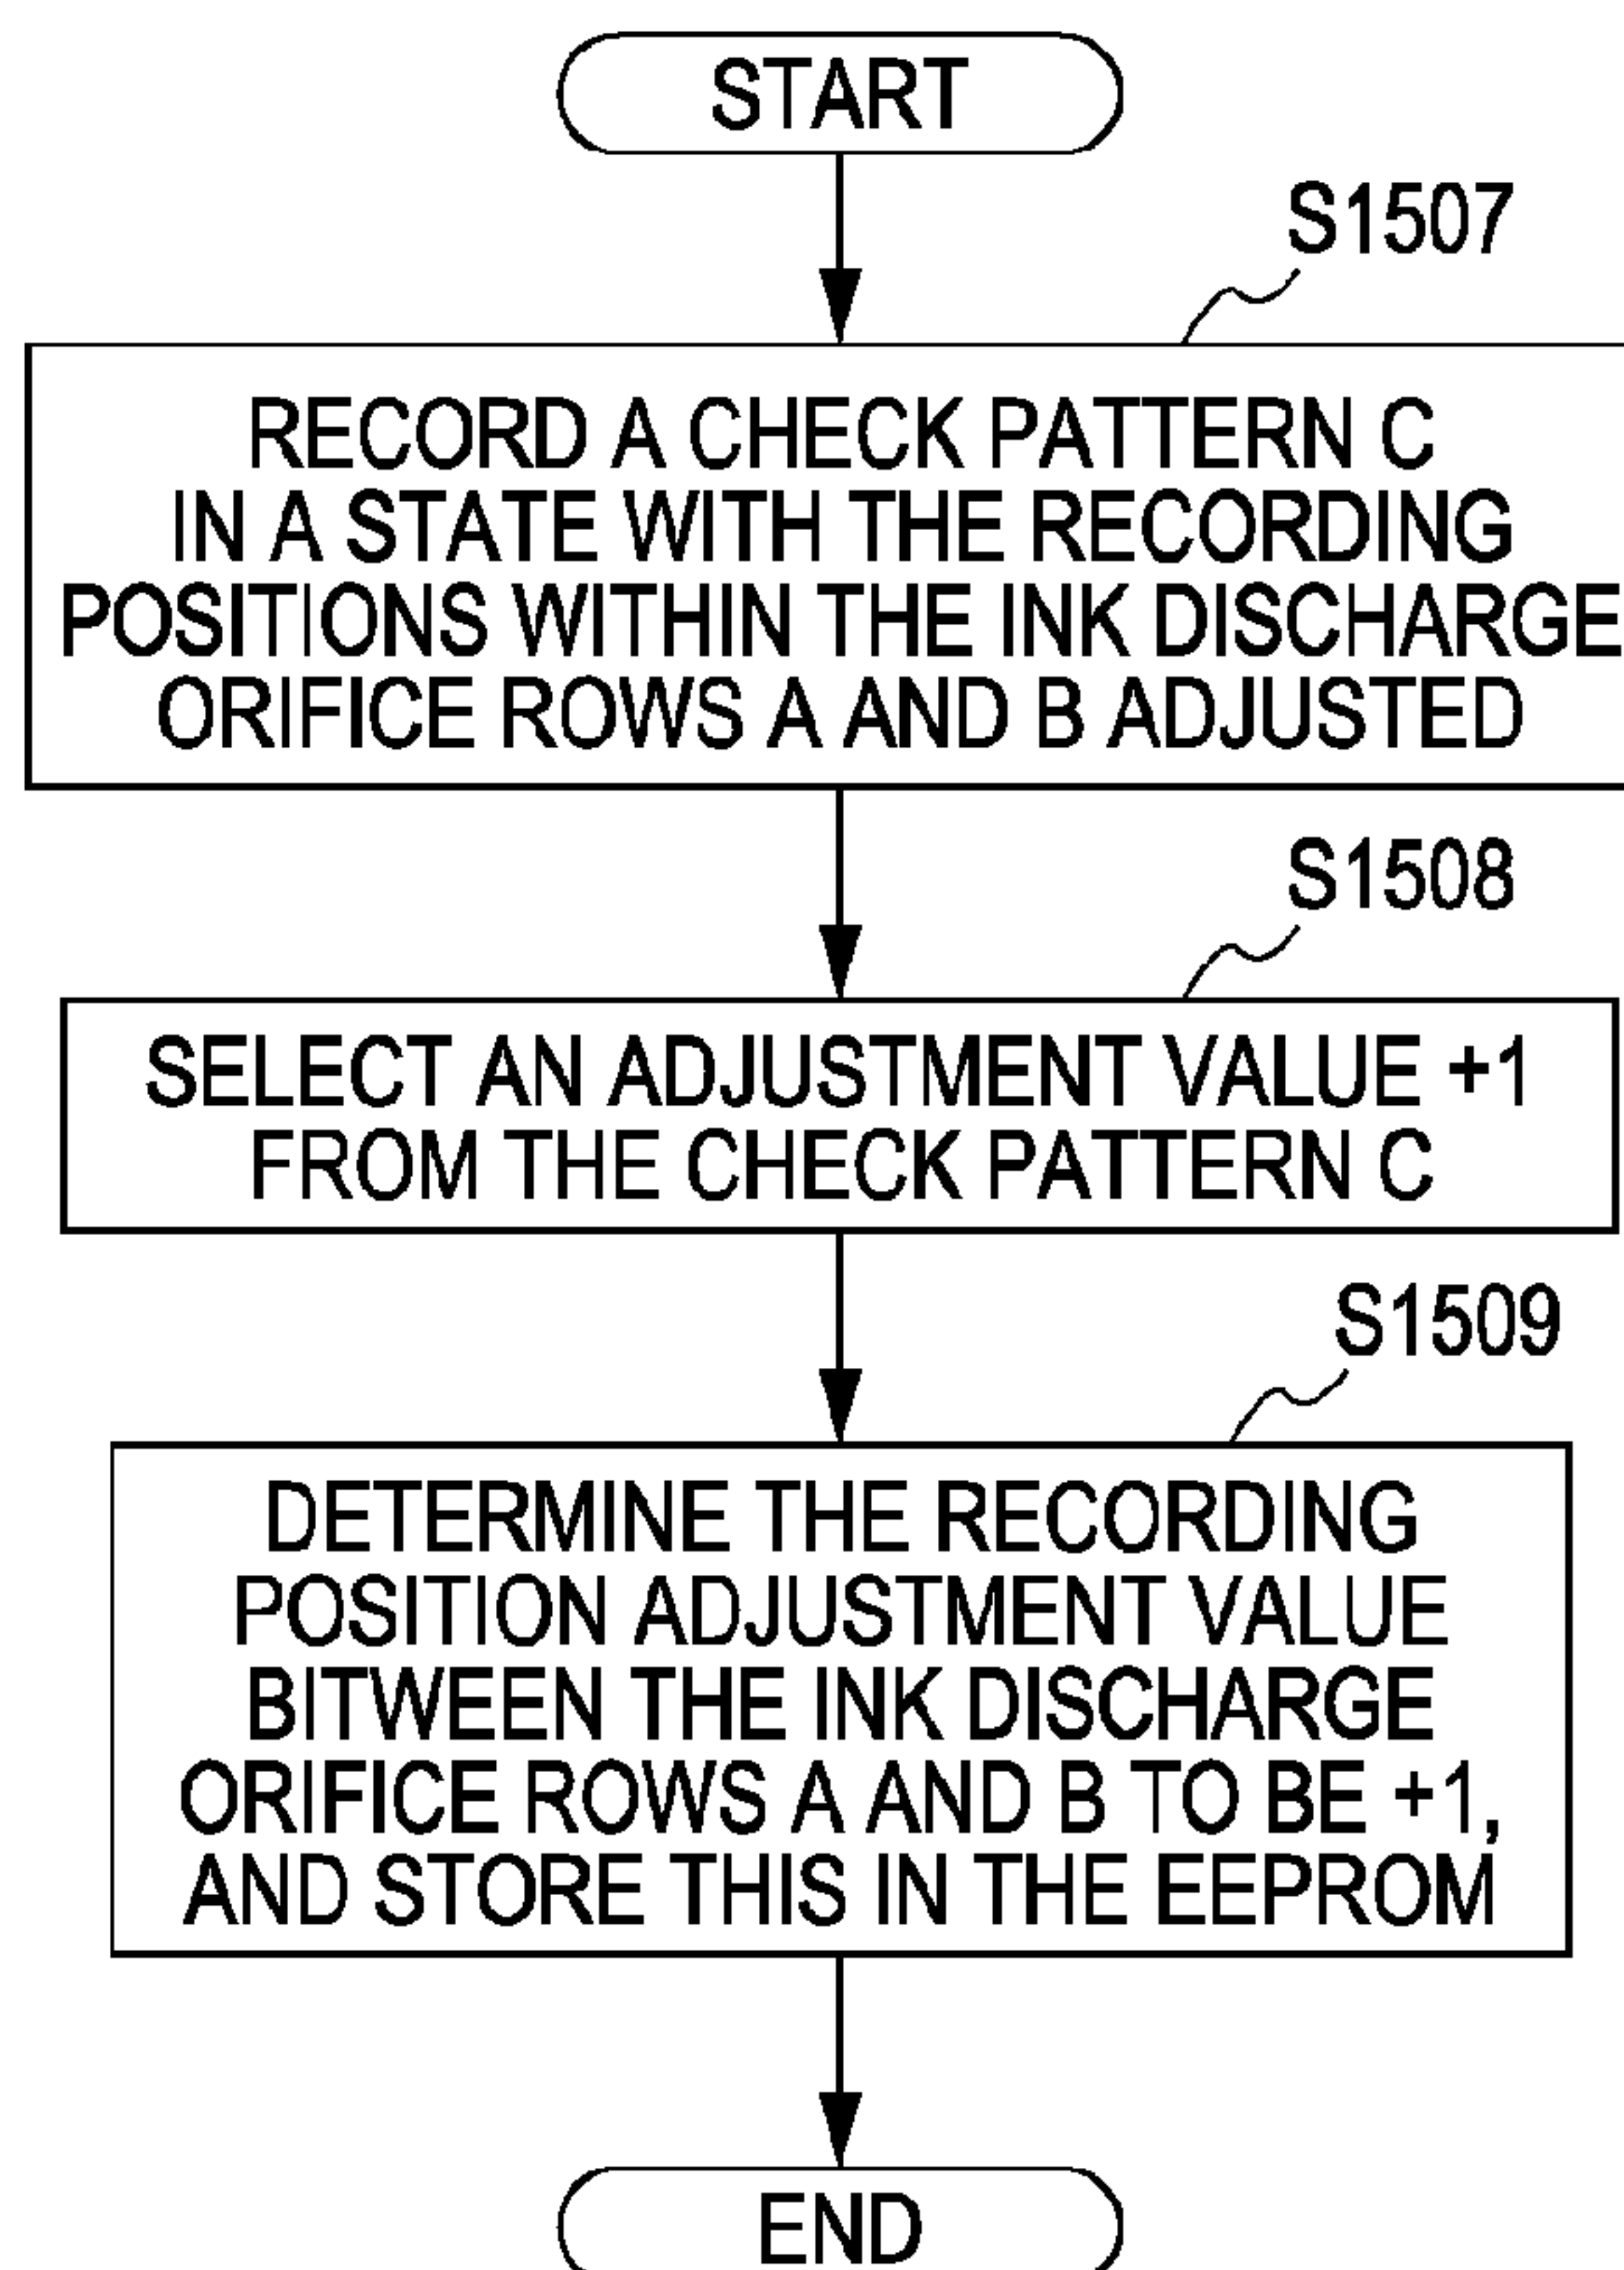 START
S1507
RECORD A CHECK PATTERN C
IN A STATE WITH THE RECORDING
POSITIONS WITHIN THE INK DISCHARGE
ORIFICE ROWS A AND B ADJUSTED
S1508
SELECT AN ADJUSTMENT VALUE +1
FROM THE CHECK PATTERN C
S1509
DETERMINE THE RECORDING
POSITION ADJUSTMENT VALUE
BITWEEN THE INK DISCHARGE
ORIFICE ROWS A AND B TO BE +1,
AND STORE THIS IN THE EEPROM
END